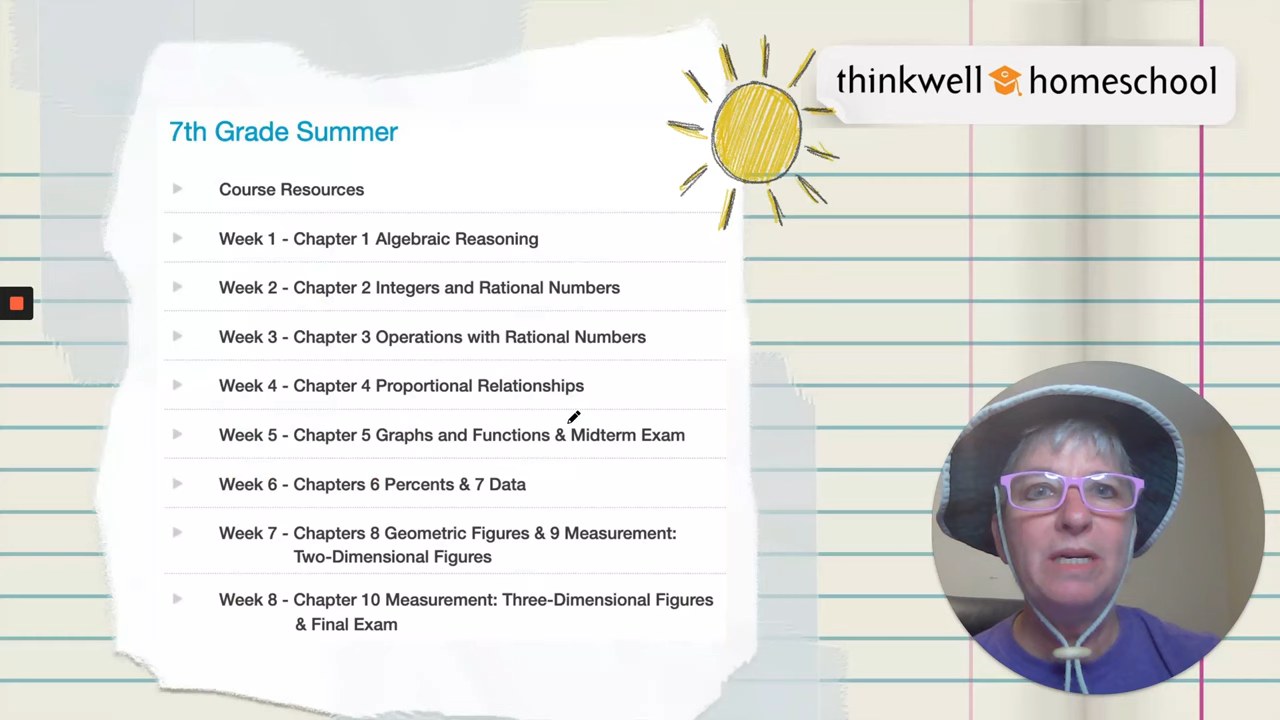 thinkwell homeschool
7th Grade Summer
Course Resources
Week 1 - Chapter 1 Algebraic Reasoning
Week 2 - Chapter 2 Integers and Rational Numbers
Week 3 - Chapter 3 Operations with Rational Numbers
Week 4 - Chapter 4 Proportional Relationships
Week 5 - Chapter 5 Graphs and Functions & Midterm Exam
Week 6 - Chapters 6 Percents & 7 Data
Week 7 - Chapters 8 Geometric Figures & 9 Measurement:
Two-Dimensional Figures
Week 8 - Chapter 10 Measurement: Three-Dimensional Figures
& Final Exam